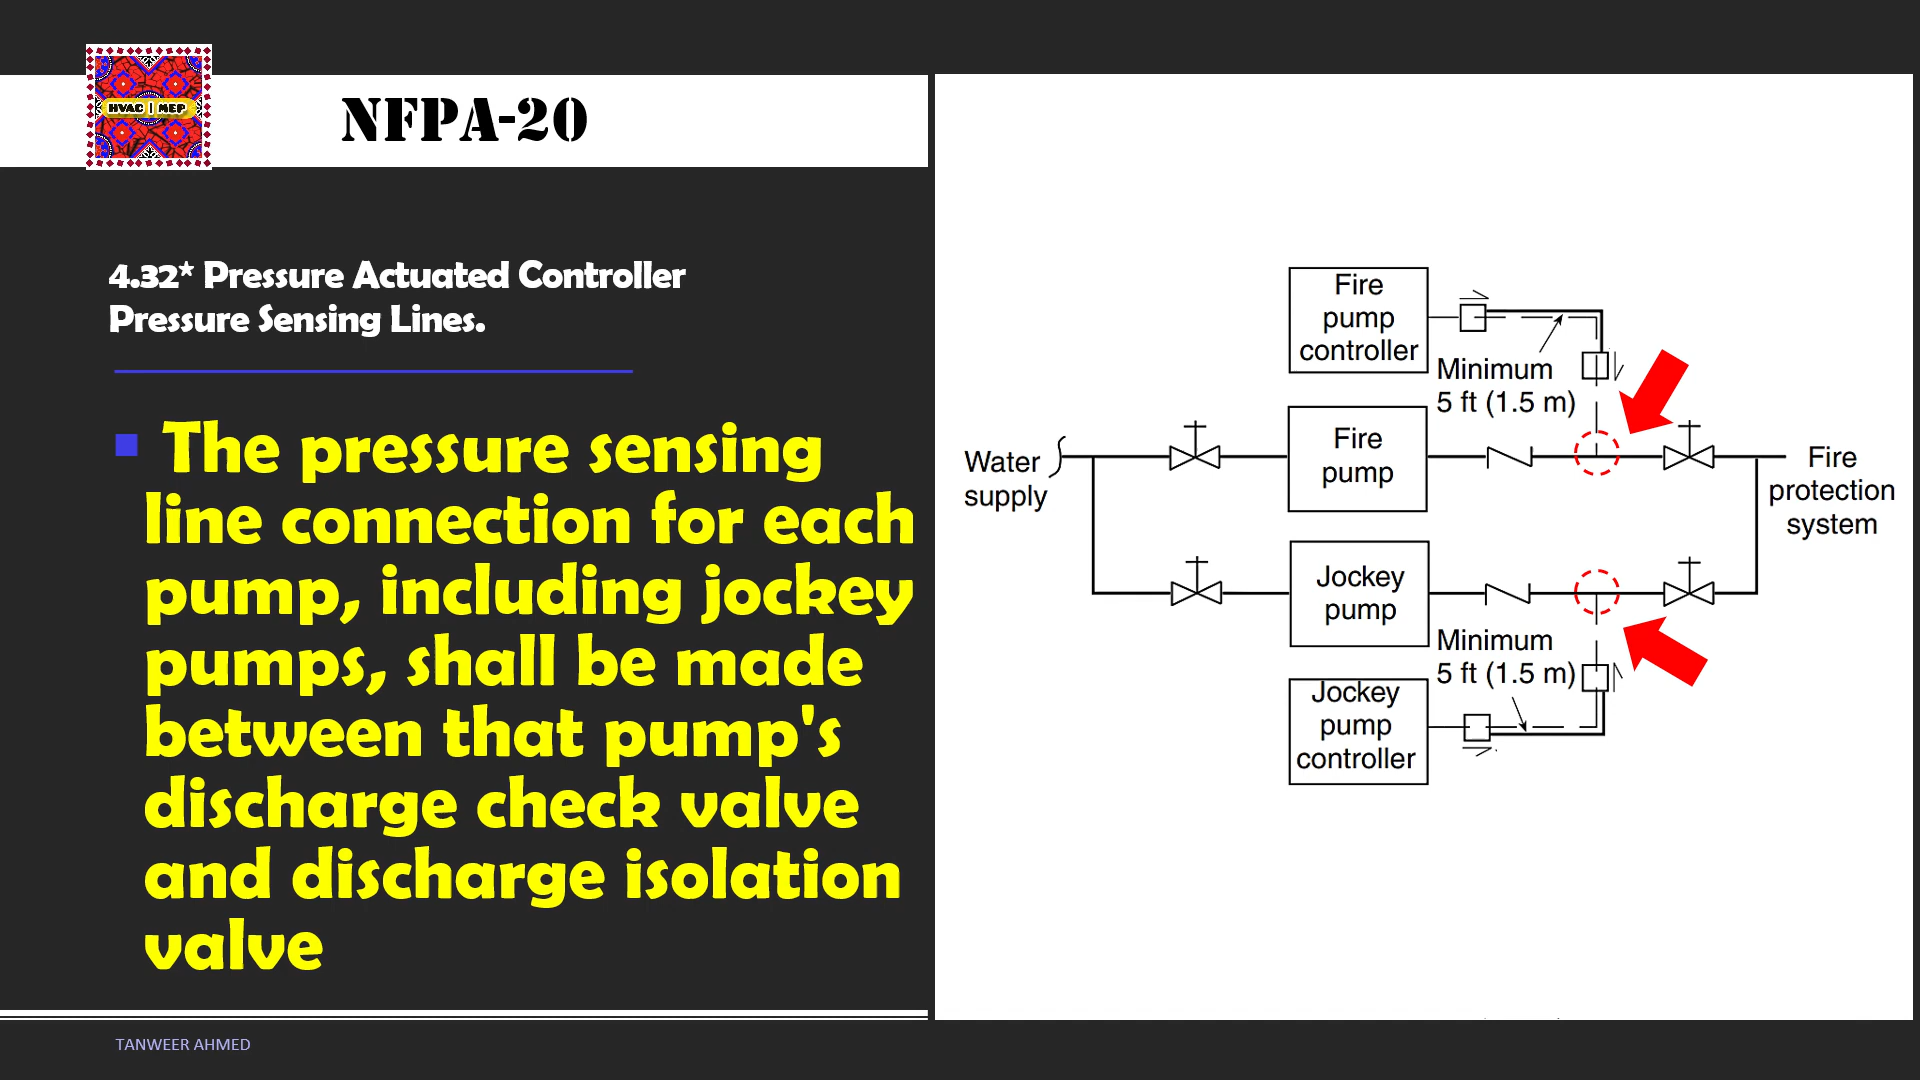 HVAC | MEP
NFPA-20
4.32* Pressure Actuated Controller
Pressure Sensing Lines.
The pressure sensing
line connection for each
pump, including jockey
pumps, shall be made
between that pump's
discharge check valve
and discharge isolation
valve
TANWEER AHMED
Fire
pump
controller
Minimum
5 ft (1.5 m)
Water
supply
Fire
pump
Fire
protection
system
Jockey
pump
Minimum
5 ft (1.5 m)
Jockey
pump
controller